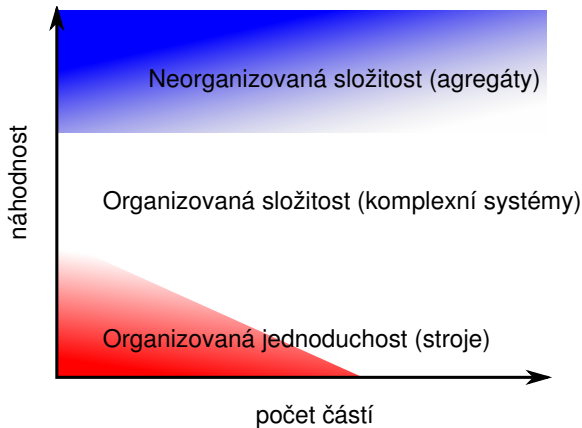 Neorganizovaná složitost (agregáty)
náhodnost
Organizovaná složitost (komplexní systémy)
Organizovaná jednoduchost (stroje)
počet částí